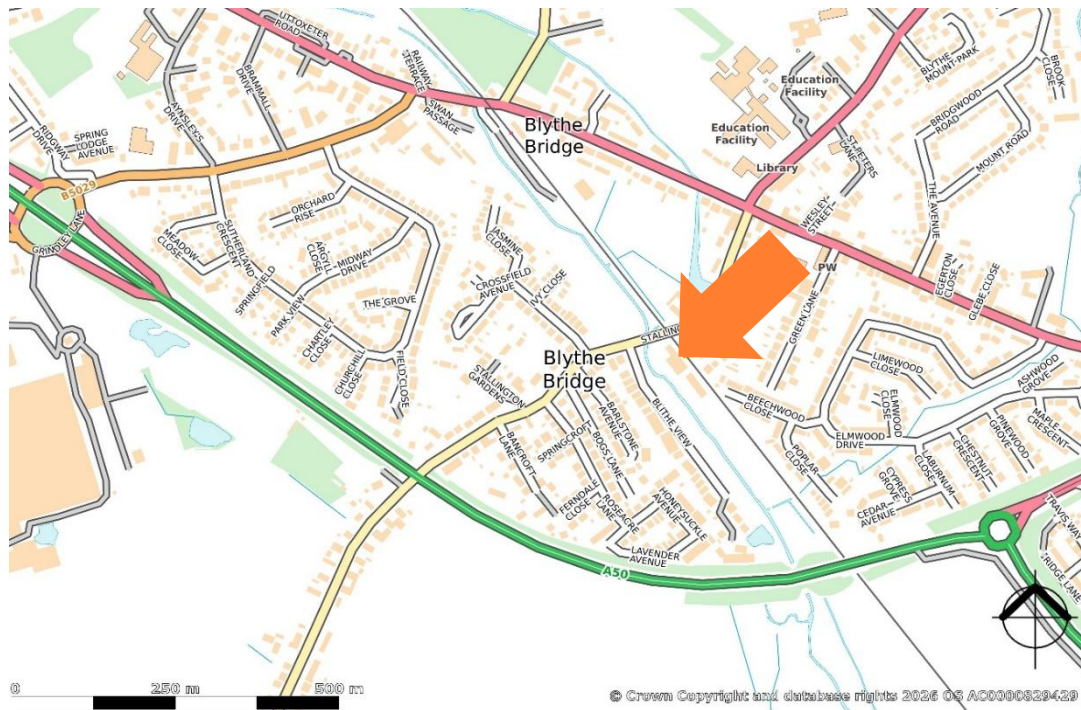 UTTOXETER
ROAD
RAILWAY
TERRACE
SWAN
PASSAGE
BRAMMALL
DRIVE
AYNSLEY'S
DRIVE
SPRING
LODGE
AVENUE
RIDGWAY
DRIVE
B5029
GRINDLEY LANE
Blythe
Bridge
Education
Facility
Education
Facility
Library
ST. PETERS
LANE
BLYTHE
MOUNT PARK
BROOK
CLOSE
BRIDGWOOD
ROAD
MOUNT ROAD
THE AVENUE
WESLEY
STREET
PW
EGERTON
CLOSE
GLEBE CLOSE
ORCHARD
RISE
MEADOW
CLOSE
SUTHERLAND
CRESCENT
ARGYLL
CLOSE
MIDWAY
DRIVE
SPRINGFIELD
PARK VIEW
THE GROVE
CHARTLEY
CLOSE
CHURCHILL
CLOSE
FIELD CLOSE
JASMINE
CLOSE
CROSSFIELD
AVENUE
IVY CLOSE
Blythe
Bridge
STALLINGTON
GARDENS
BARLSTONE
AVENUE
BLITHE VIEW
SPRINGCROFT
BOGS LANE
BANCROFT
LANE
FERNDALE
CLOSE
ROSEACRE
LANE
HONEYSUCKLE
AVENUE
LAVENDER
AVENUE
A50
GREEN LANE
BEECHWOOD
CLOSE
LIMEWOOD
CLOSE
ELMWOOD
CLOSE
ELMWOOD
DRIVE
POPLAR
CLOSE
ASHWOOD
GROVE
MAPLE
CRESCENT
PINEWOOD
GROVE
CHESTNUT
CRESCENT
LABURNUM
CLOSE
CYPRESS
GROVE
CEDAR
AVENUE
TRAVIS WAY
RIDGE LANE
0 250 m 500 m
© Crown Copyright and database rights 2026 OS AC0000829429